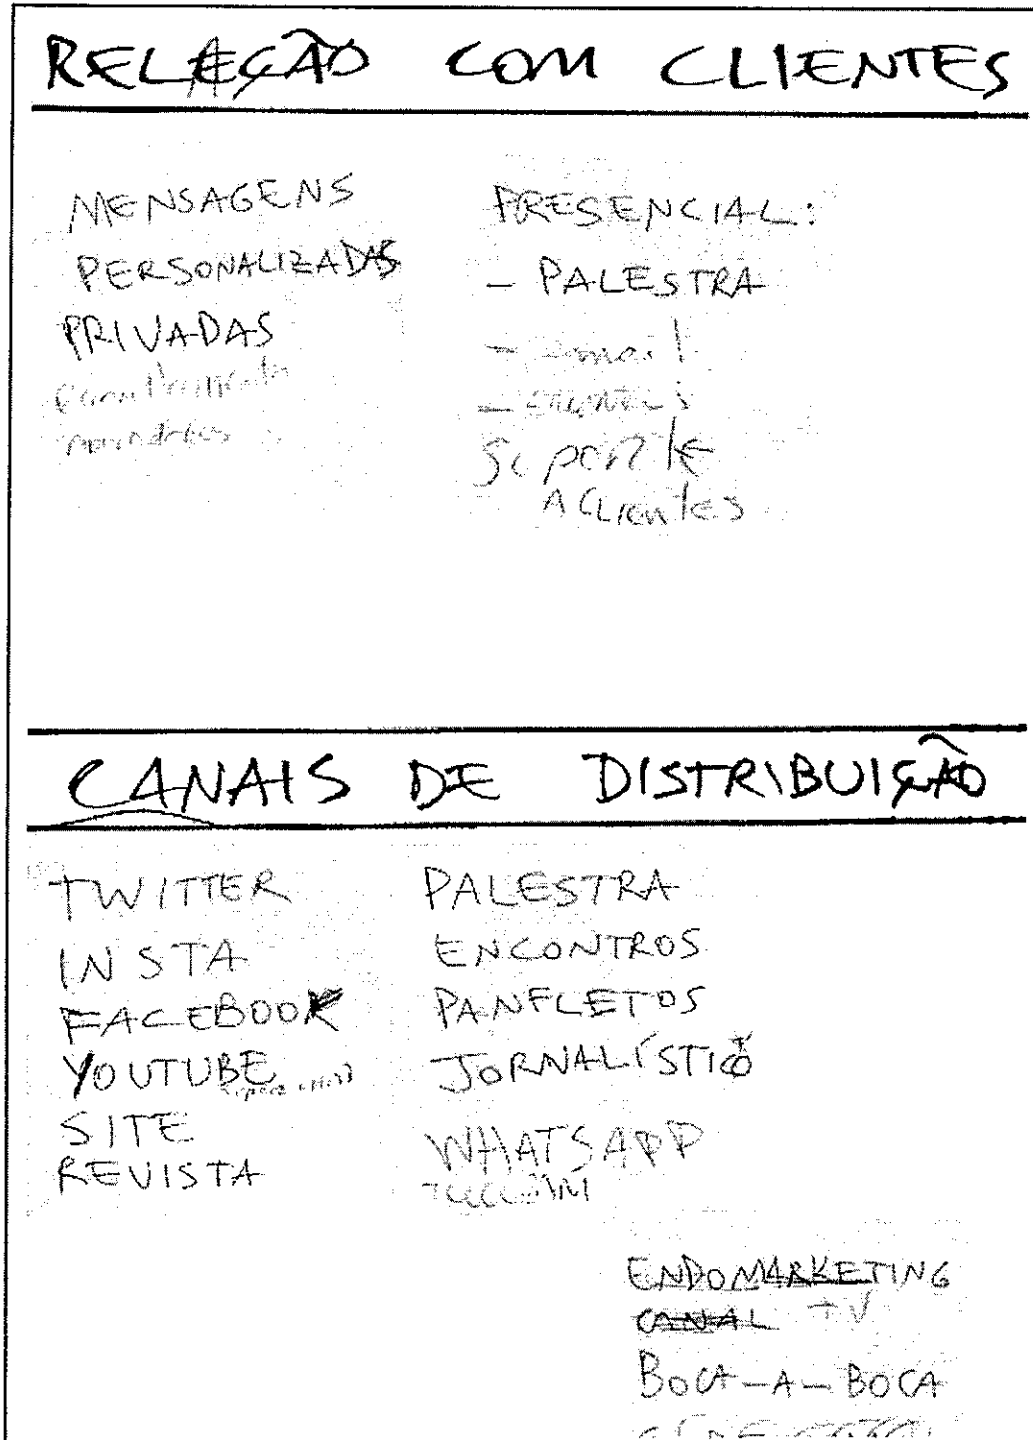 RELAÇÃO COM CLIENTES
MENSAGENS
PERSONALIZADAS
PRIVADAS
PRESENCIAL:
- PALESTRA
- email
-
SUPORTE
A CLIENTES
CANAIS DE DISTRIBUIÇÃO
TWITTER
INSTA
FACEBOOK
YOUTUBE
SITE
REVISTA
PALESTRA
ENCONTROS
PANFLETOS
JORNALÍSTICO
WHATSAPP
ENDOMARKETING
CANAL TV
BOCA-A-BOCA